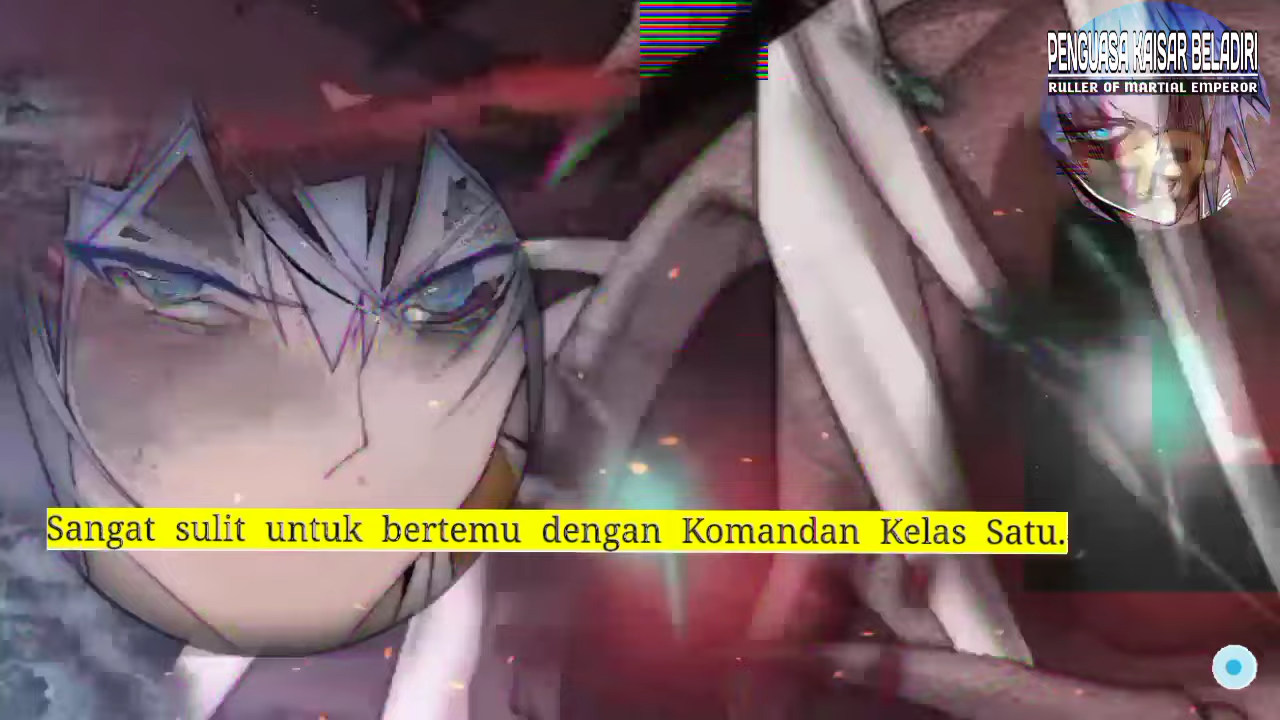 PENGUASA KAISAR BELADIRI
RULLER OF MARTIAL EMPEROR
Sangat sulit untuk bertemu dengan Komandan Kelas Satu.